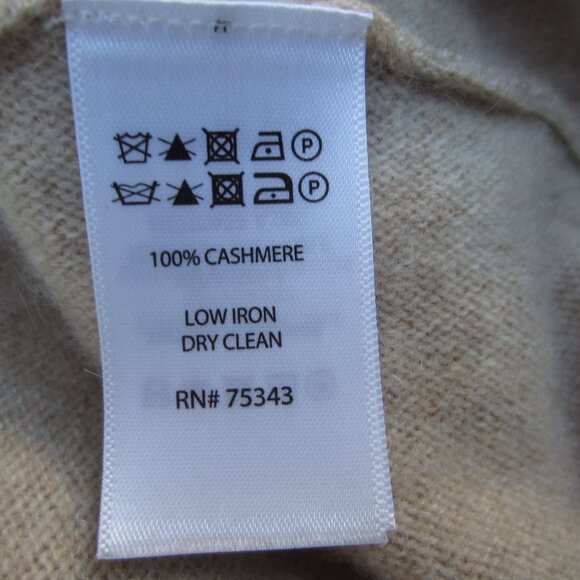 P
P
100% CASHMERE
LOW IRON
DRY CLEAN
RN# 75343